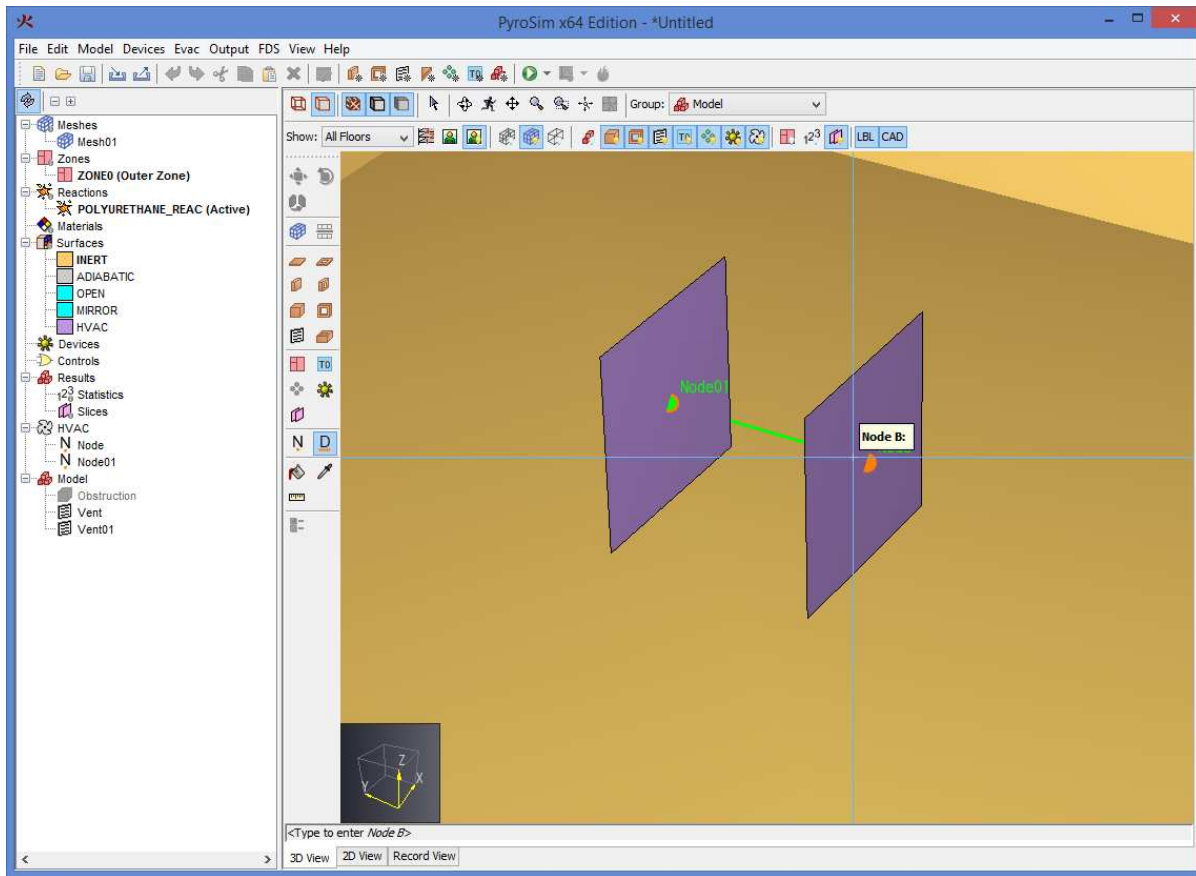 PyroSim x64 Edition - *Untitled
File Edit Model Devices Evac Output FDS View Help
Group: Model
Show: All Floors
LBL CAD
Meshes
Mesh01
Zones
ZONE0 (Outer Zone)
Reactions
POLYURETHANE_REAC (Active)
Materials
Surfaces
INERT
ADIABATIC
OPEN
MIRROR
HVAC
Devices
Controls
Results
Statistics
Slices
HVAC
N Node
N Node01
Model
Obstruction
Vent
Vent01
N D
Node01
Node B:
Z
Y X
<Type to enter Node B>
3D View 2D View Record View